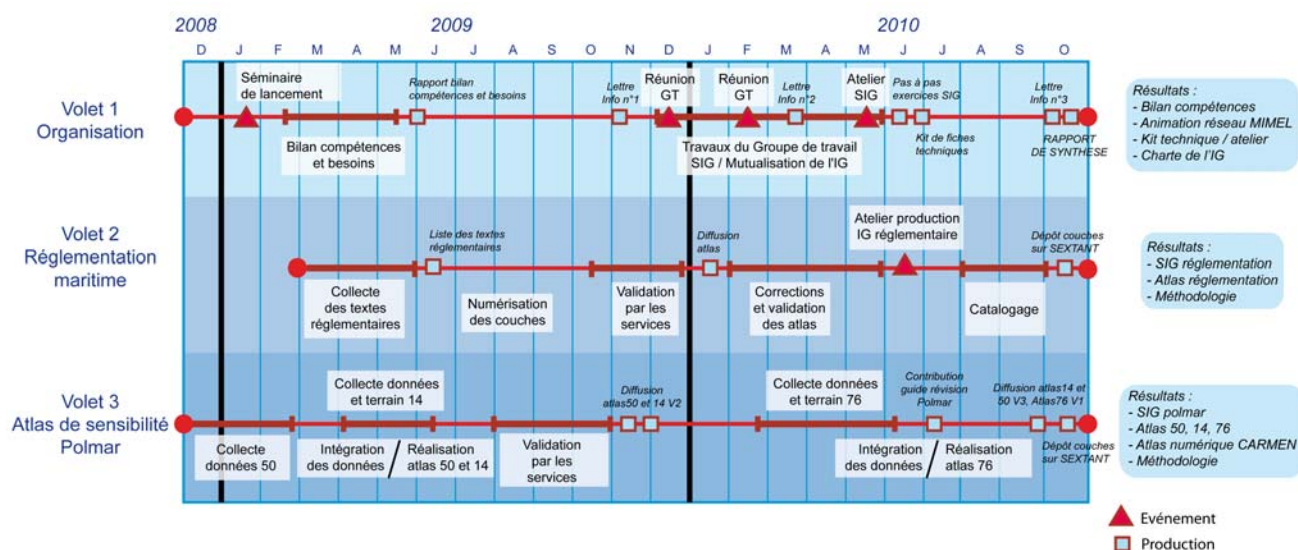 2008
2009
2010
D J F M A M J J A S O N D J F M A M J J A S O
Volet 1
Organisation
Séminaire
de lancement
Rapport bilan
compétences et besoins
Lettre
Info n°1
Réunion
GT
Réunion
GT
Lettre
Info n°2
Atelier
SIG
Pas à pas
exercices SIG
Lettre
Info n°3
Bilan compétences
et besoins
Travaux du Groupe de travail
SIG / Mutualisation de l'IG
Kit de fiches
techniques
RAPPORT
DE SYNTHESE
Résultats :
- Bilan compétences
- Animation réseau MIMEL
- Kit technique / atelier
- Charte de l'IG
Volet 2
Réglementation
maritime
Liste des textes
réglementaires
Diffusion
atlas
Atelier production
IG réglementaire
Dépôt couches
sur SEXTANT
Collecte
des textes
réglementaires
Numérisation
des couches
Validation
par les
services
Corrections
et validation
des atlas
Catalogage
Résultats :
- SIG réglementation
- Atlas réglementation
- Méthodologie
Volet 3
Atlas de sensibilité
Polmar
Collecte données
et terrain 14
Diffusion
atlas50 et 14 V2
Collecte données
et terrain 76
Contribution
guide révision
Polmar
Diffusion atlas14 et
50 V3, Atlas76 V1
Collecte
données 50
Intégration
des données
/ Réalisation
atlas 50 et 14
Validation
par les
services
Intégration
des données
/ Réalisation
atlas 76
Dépôt couches
sur SEXTANT
Résultats :
- SIG polmar
- Atlas 50, 14, 76
- Atlas numérique CARMEN
- Méthodologie
Evénement
Production